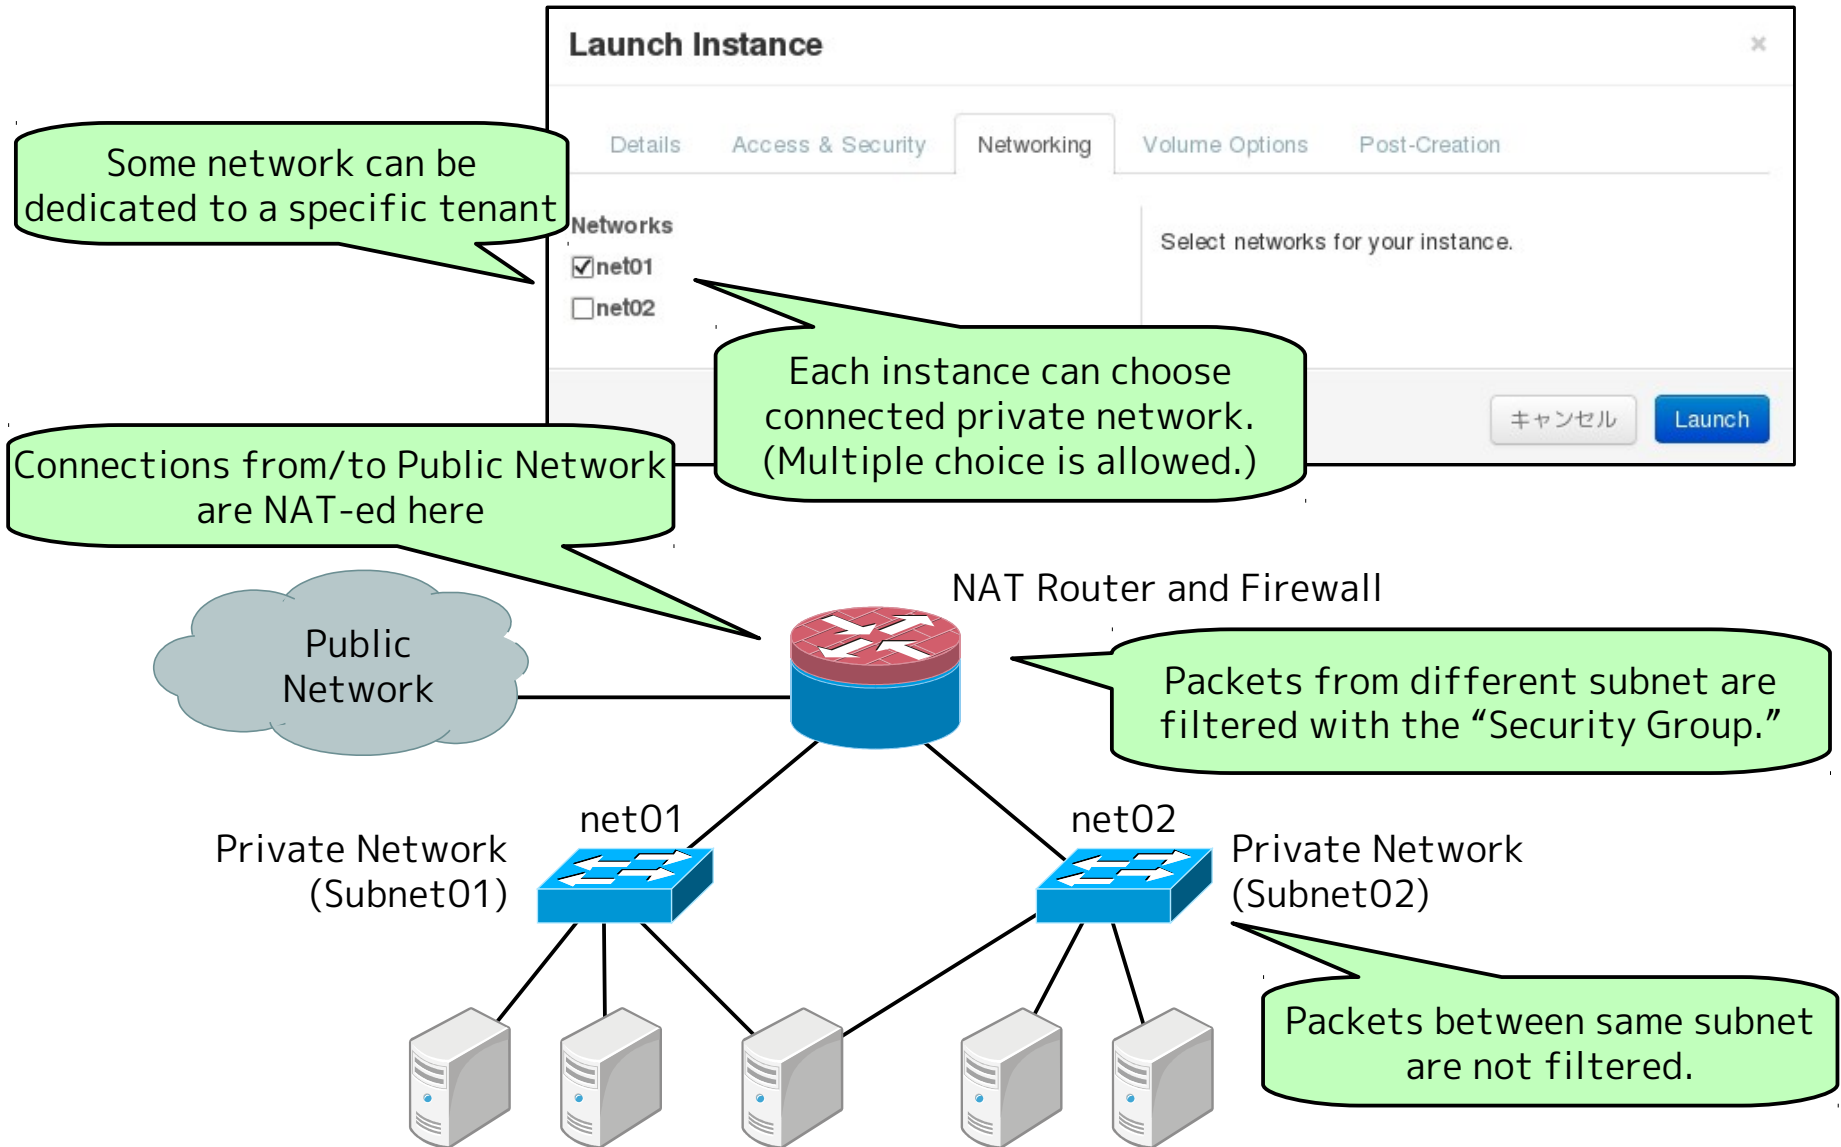 Launch Instance
×
Details
Access & Security
Networking
Volume Options
Post-Creation
Some network can be
dedicated to a specific tenant
Networks
net01
net02
Select networks for your instance.
Each instance can choose
connected private network.
(Multiple choice is allowed.)
キャンセル
Launch
Connections from/to Public Network
are NAT-ed here
NAT Router and Firewall
Public
Network
Packets from different subnet are
filtered with the “Security Group.”
net01
Private Network
(Subnet01)
net02
Private Network
(Subnet02)
Packets between same subnet
are not filtered.